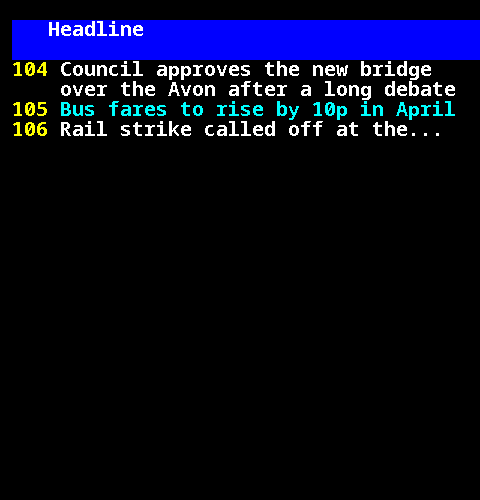 Headline
104 Council approves the new bridge
over the Avon after a long debate
105 Bus fares to rise by 10p in April
106 Rail strike called off at the...